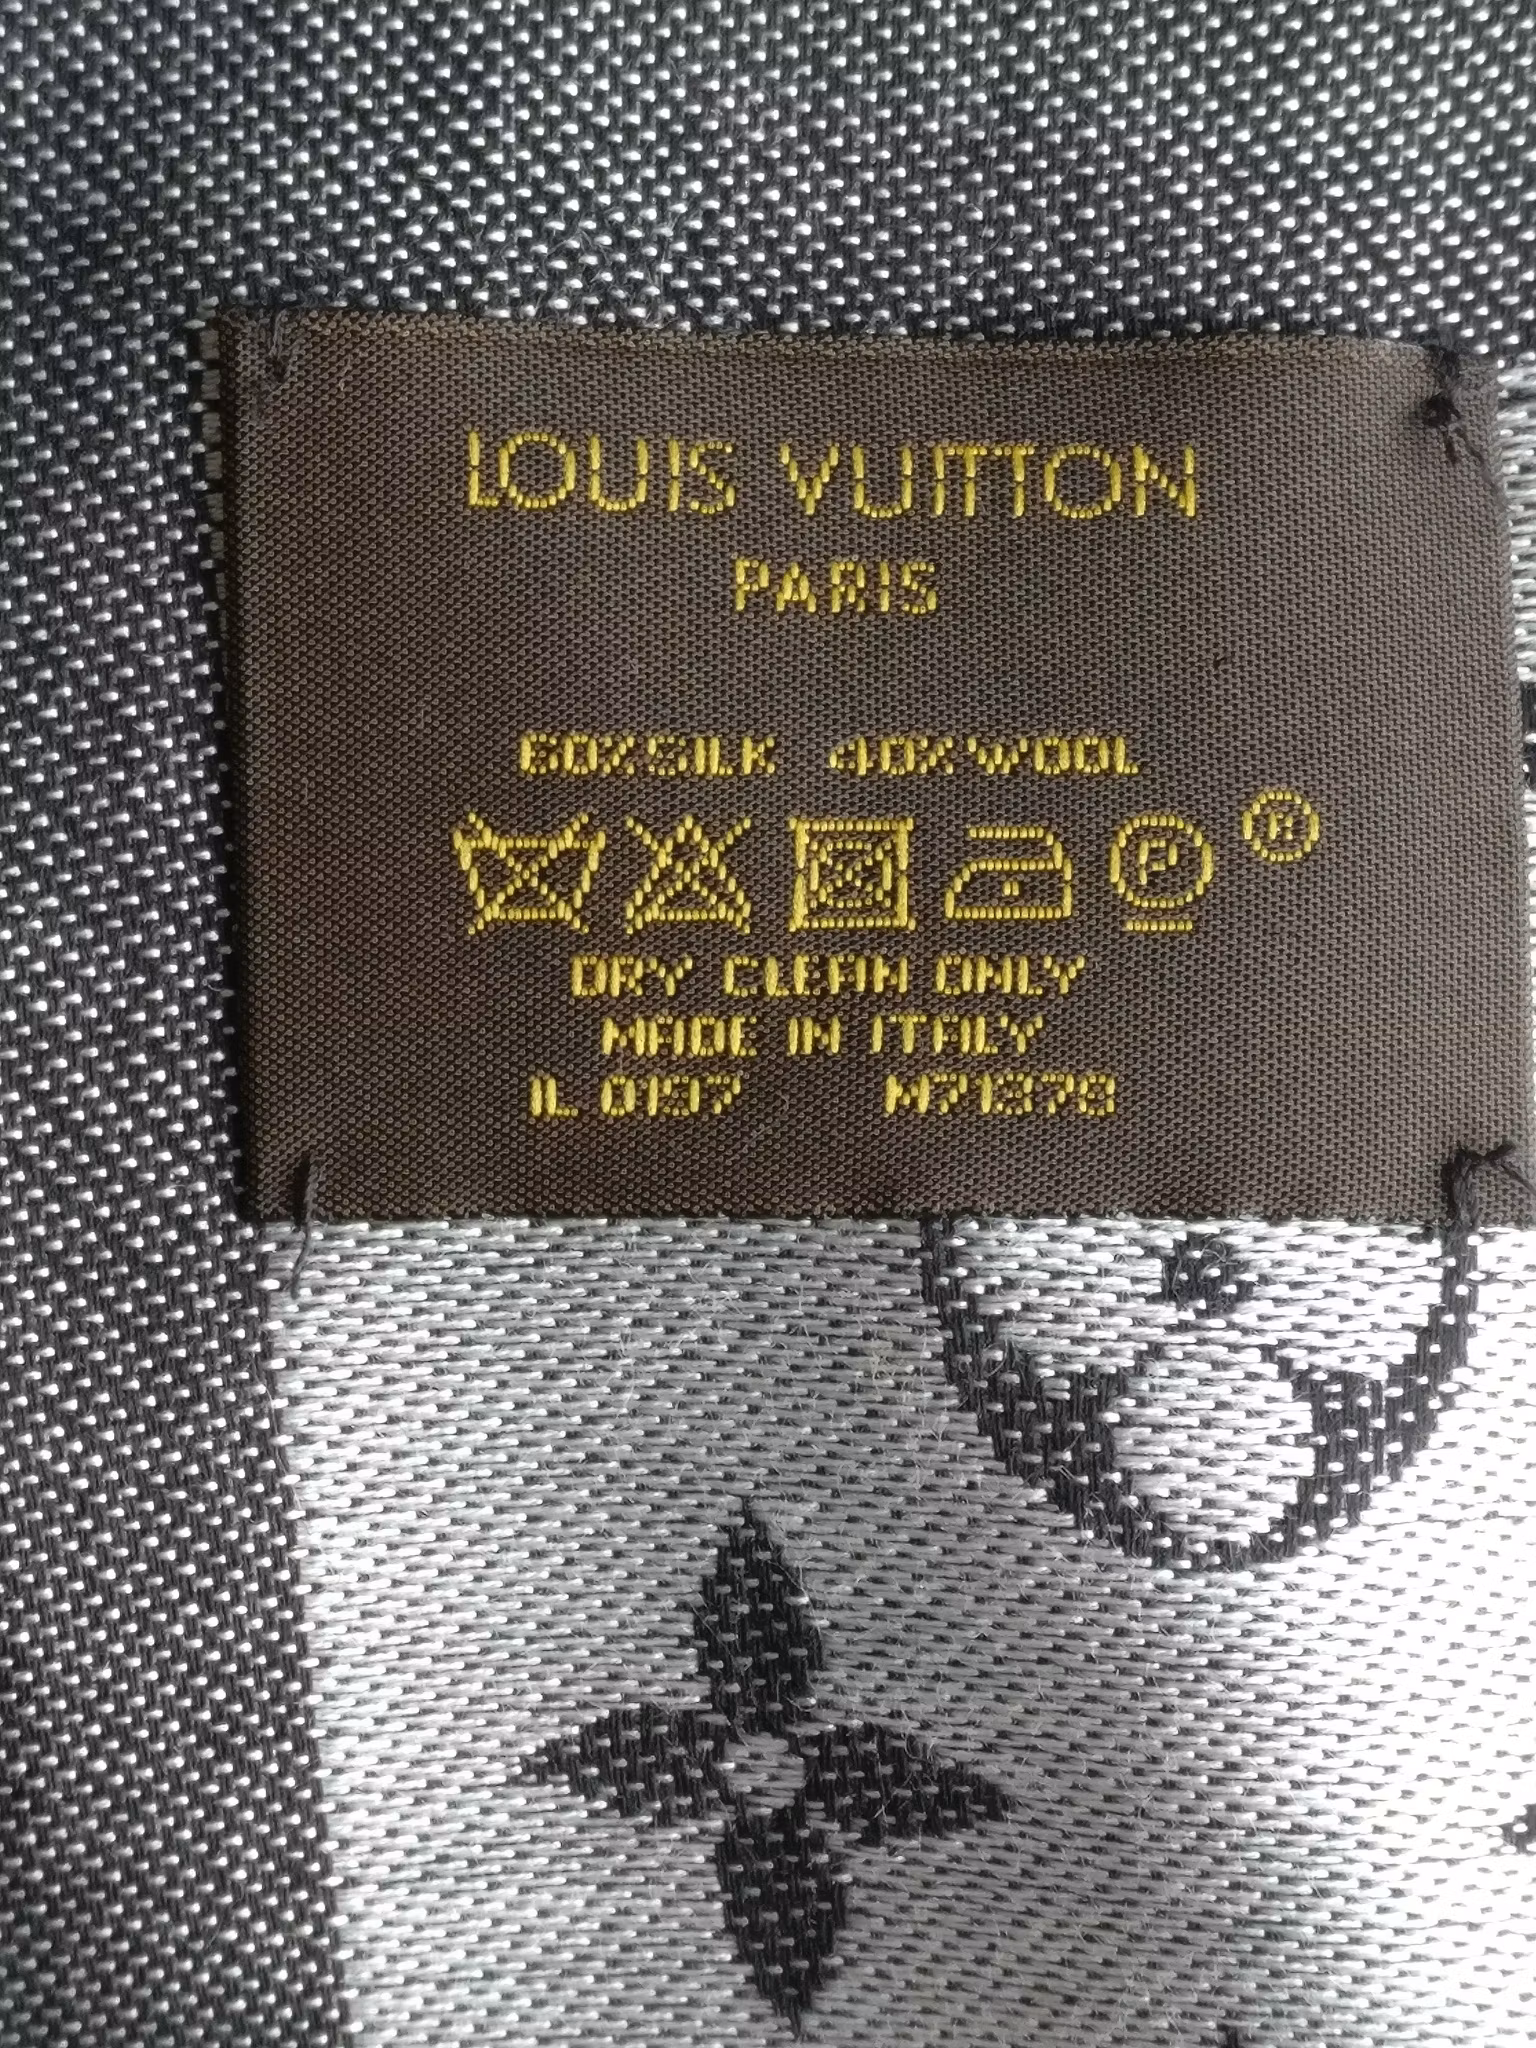 LOUIS VUITTON
PARIS
60%SILK 40%WOOL
P ®
DRY CLEAN ONLY
MADE IN ITALY
IL 0197 M71378